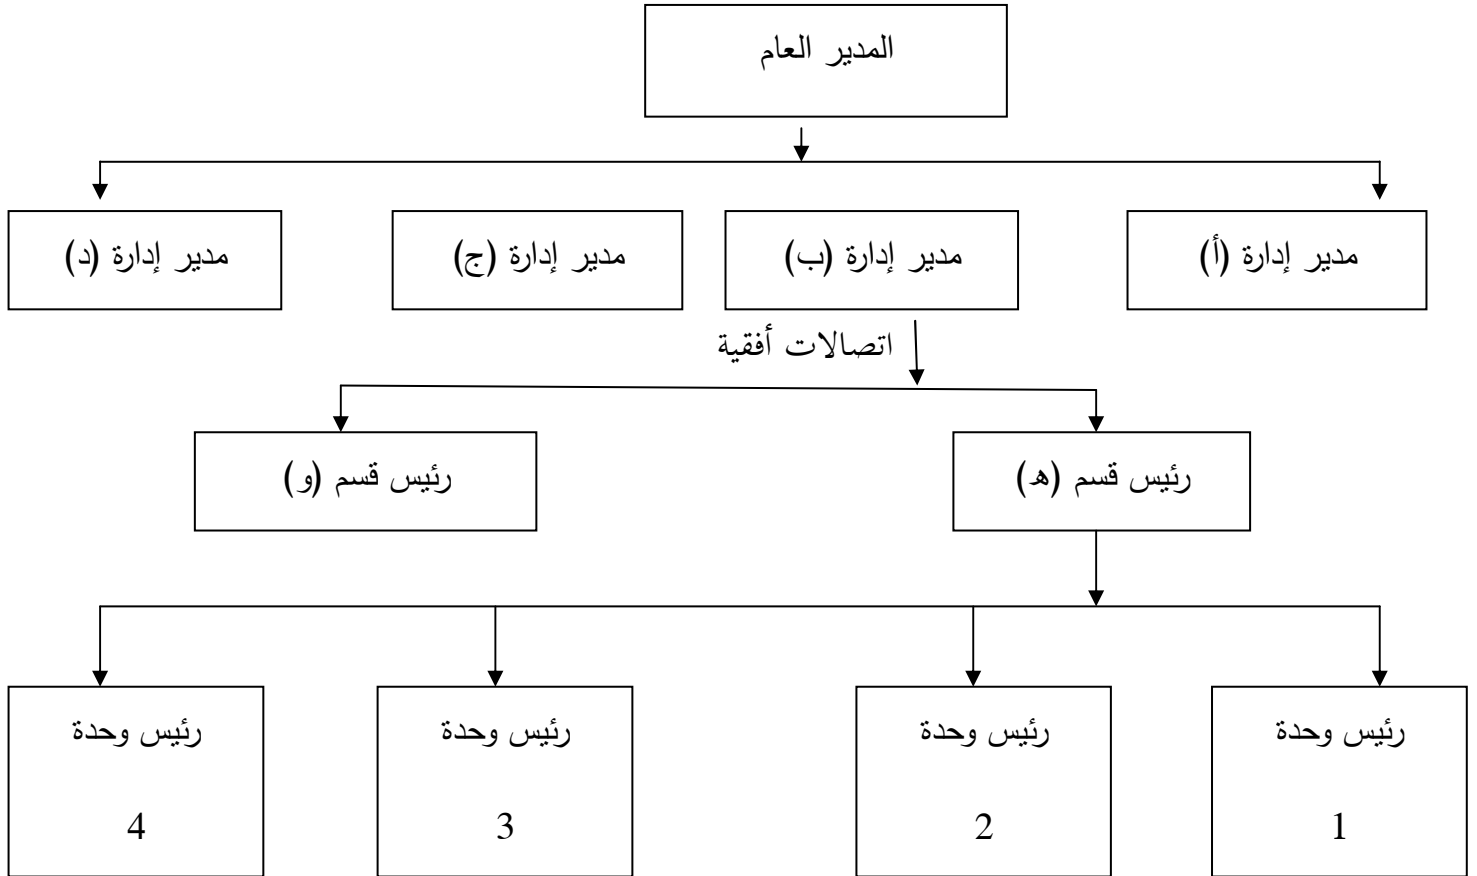 المدير العام
مدير إدارة (أ)
مدير إدارة (ب)
مدير إدارة (ج)
مدير إدارة (د)
اتصالات أفقية
رئيس قسم (ه)
رئيس قسم (و)
رئيس وحدة
1
رئيس وحدة
2
رئيس وحدة
3
رئيس وحدة
4